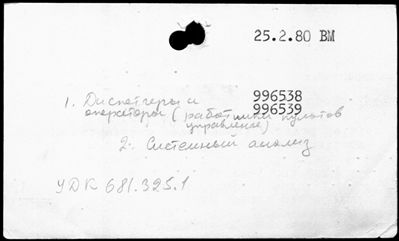 25.2.80 ВМ
996538
1. Диспетчеры и
996539
операторы (работники пультов
управления)
2. Системный анализ
УДК 681.325.1